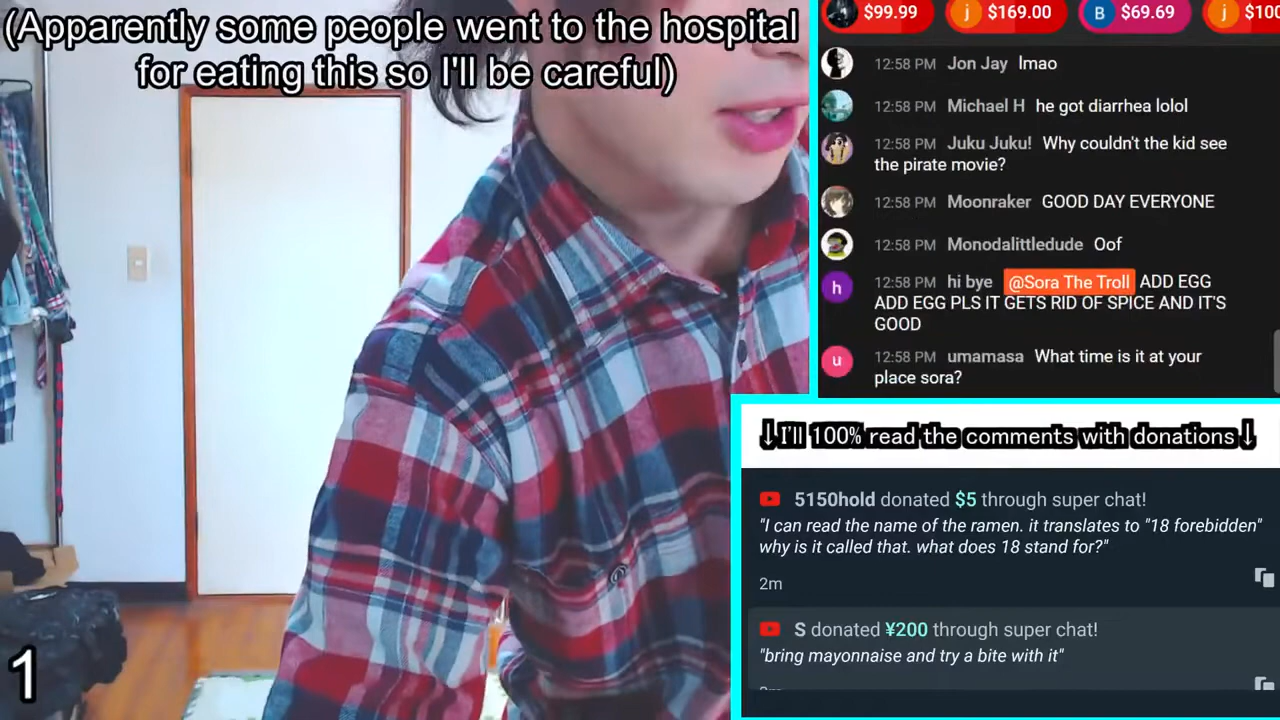 (Apparently some people went to the hospital
for eating this so I'll be careful)
1
$99.99
j $169.00
B $69.69
j $100
12:58 PM Jon Jay lmao
12:58 PM Michael H he got diarrhea lolol
12:58 PM Juku Juku! Why couldn't the kid see
the pirate movie?
12:58 PM Moonraker GOOD DAY EVERYONE
12:58 PM Monodalittledude Oof
h 12:58 PM hi bye @Sora The Troll ADD EGG
ADD EGG PLS IT GETS RID OF SPICE AND IT'S
GOOD
u 12:58 PM umamasa What time is it at your
place sora?
↓I'll 100% read the comments with donations↓
5150hold donated $5 through super chat!
"I can read the name of the ramen. it translates to "18 forebidden"
why is it called that. what does 18 stand for?"
2m
S donated ¥200 through super chat!
"bring mayonnaise and try a bite with it"